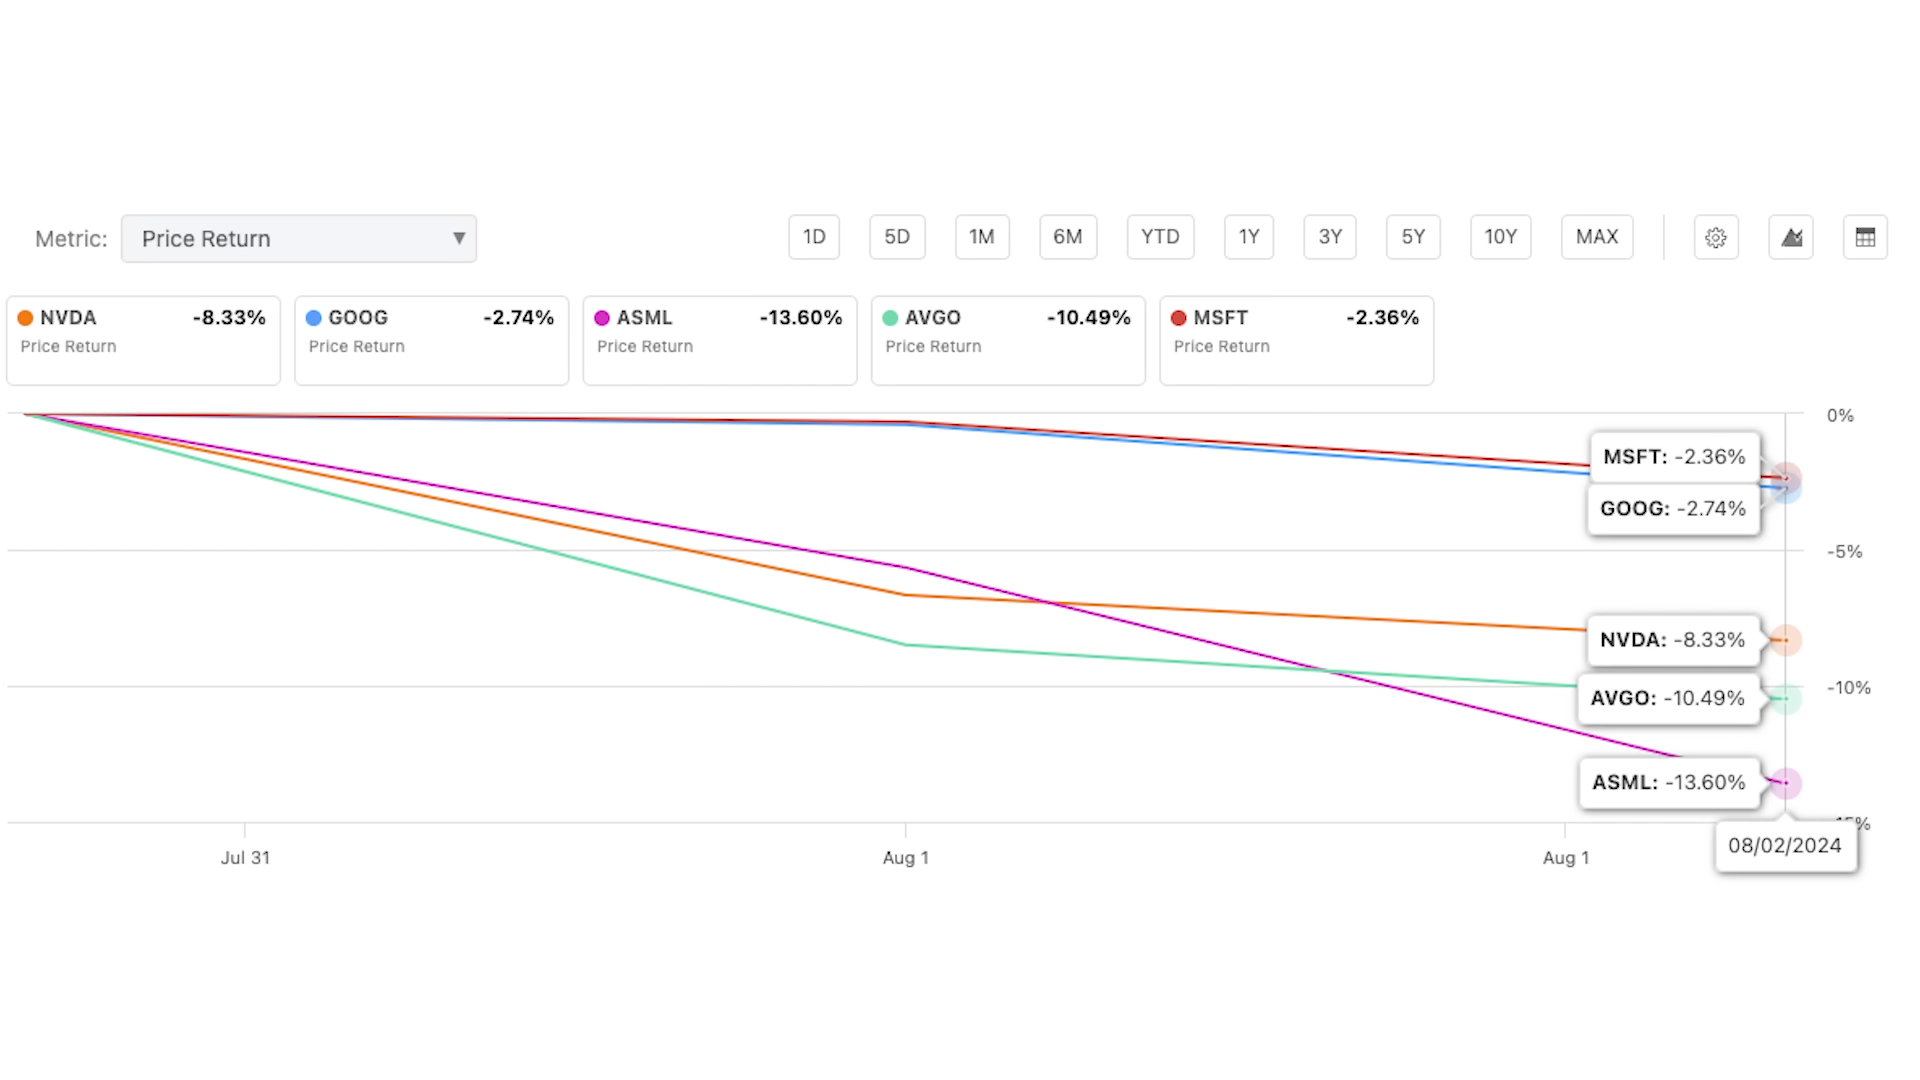 Metric: Price Return
1D 5D 1M 6M YTD 1Y 3Y 5Y 10Y MAX
NVDA -8.33%
Price Return
GOOG -2.74%
Price Return
ASML -13.60%
Price Return
AVGO -10.49%
Price Return
MSFT -2.36%
Price Return
0%
MSFT: -2.36%
GOOG: -2.74%
-5%
NVDA: -8.33%
-10%
AVGO: -10.49%
ASML: -13.60%
08/02/2024
Jul 31
Aug 1
Aug 1